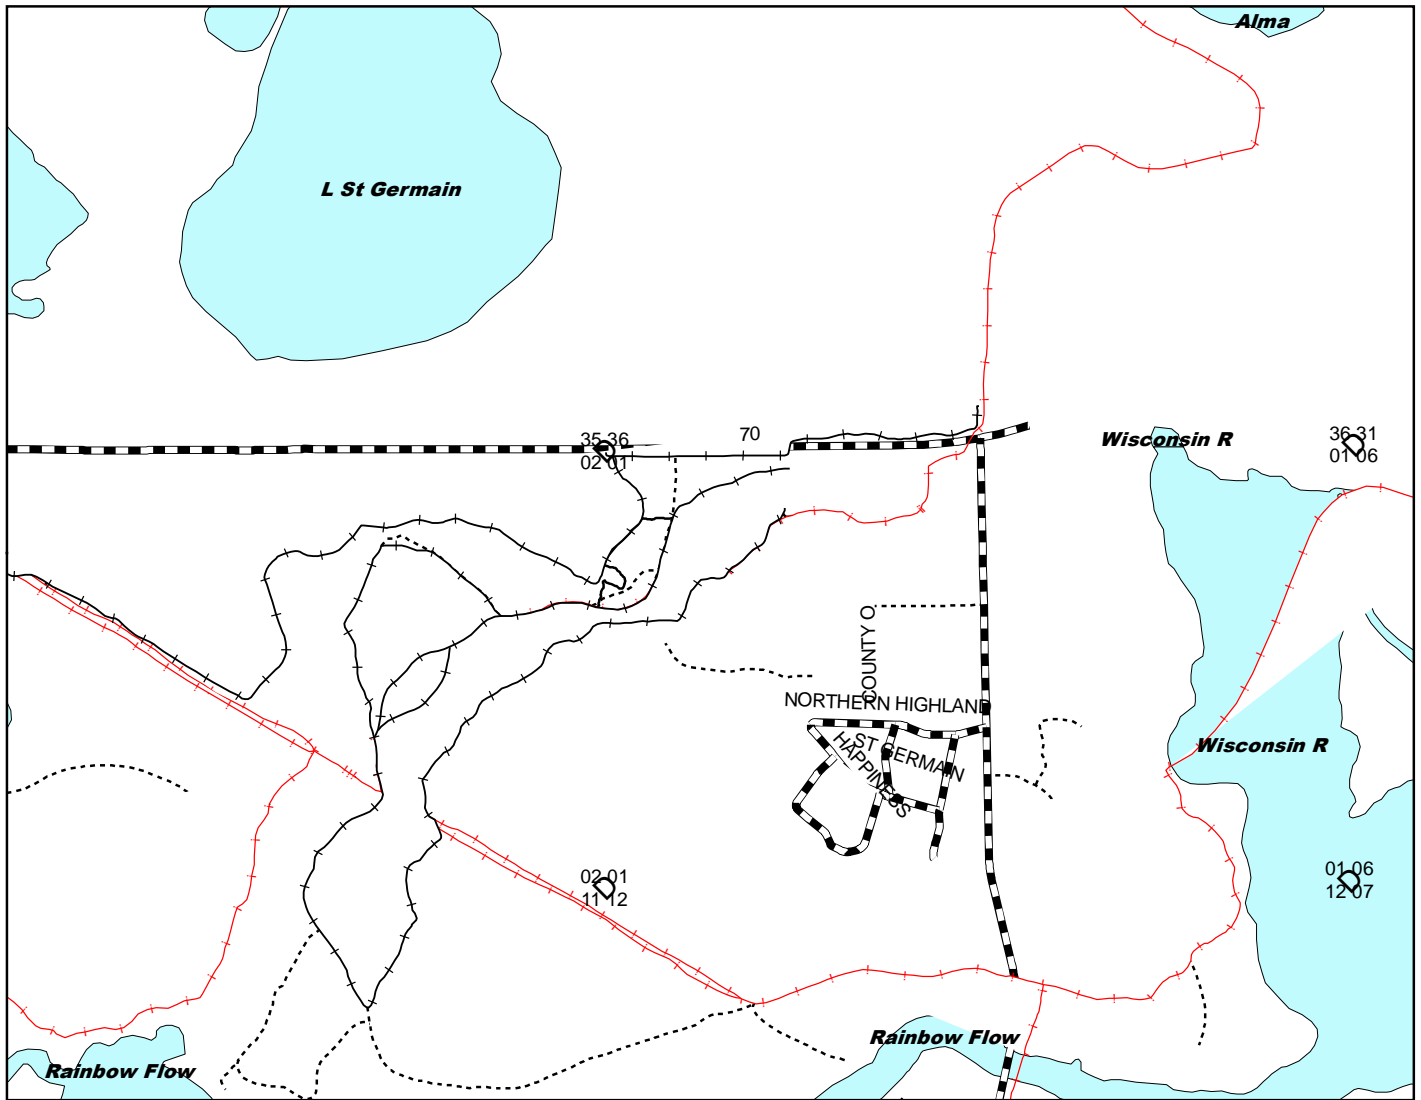 Alma
L St Germain
70
35 36
02 01
Wisconsin R
36 31
01 06
COUNTY O
NORTHERN HIGHLAND
ST GERMAIN
HAPPINESS
Wisconsin R
02 01
11 12
01 06
12 07
Rainbow Flow
Rainbow Flow